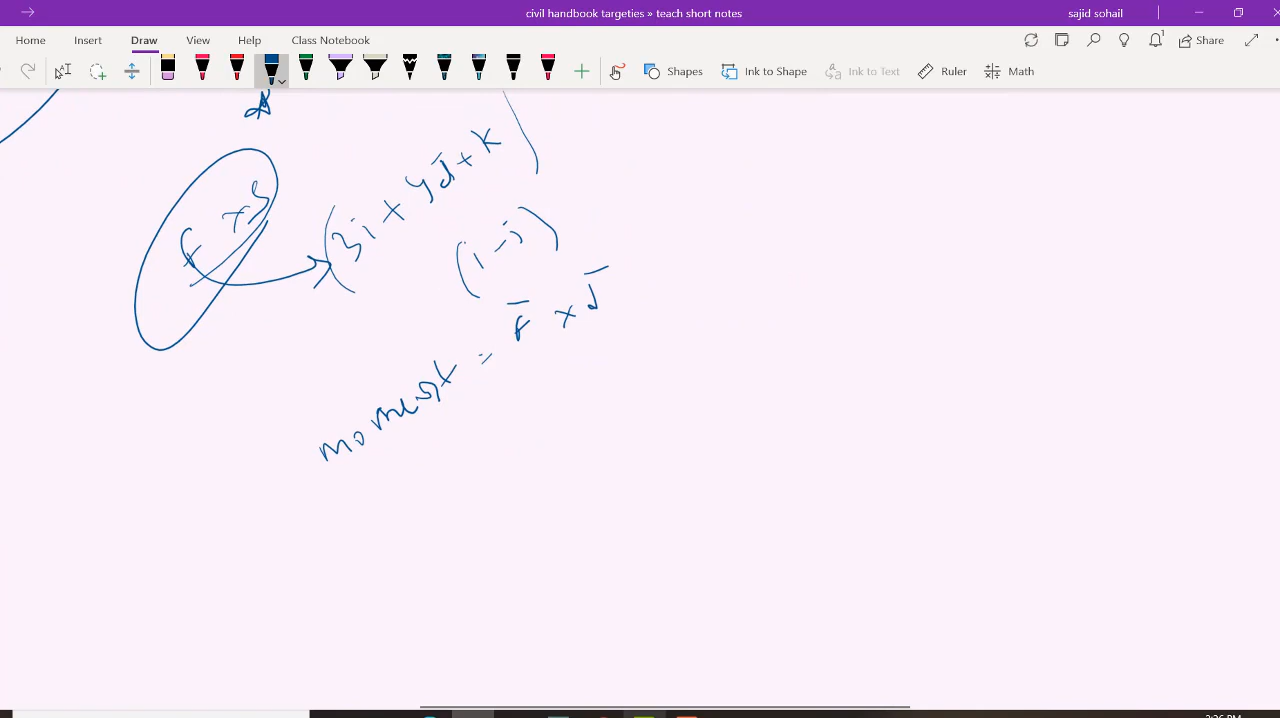 civil handbook targeties » teach short notes
sajid sohail
Home Insert Draw View Help Class Notebook
Share
Shapes Ink to Shape Ink to Text Ruler Math
(3i + 4j̄ + k
(i - j)
moment = r̄ x f̄